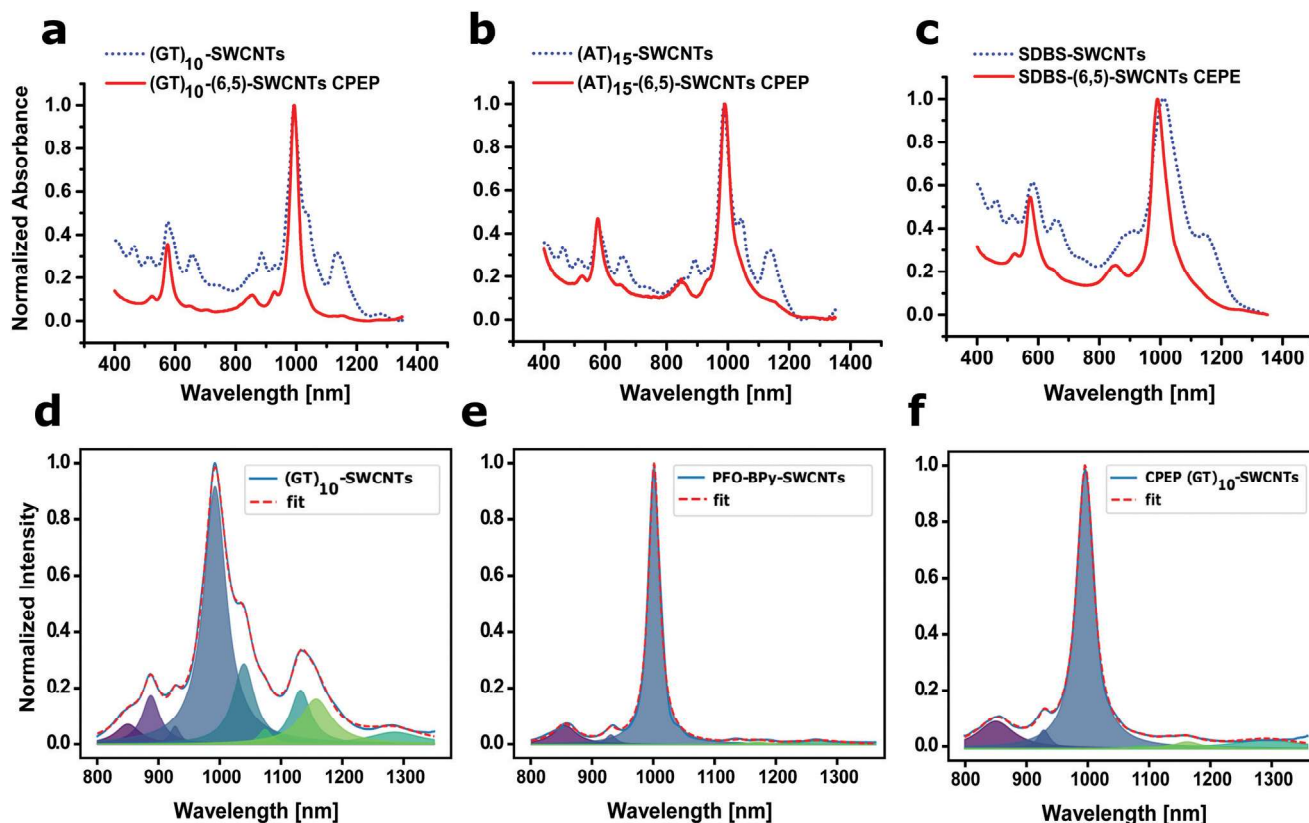 a
(GT)10-SWCNTs
(GT)10-(6,5)-SWCNTs CPEP
b
(AT)15-SWCNTs
(AT)15-(6,5)-SWCNTs CPEP
c
SDBS-SWCNTs
SDBS-(6,5)-SWCNTs CEPE
Normalized Absorbance
1.0
0.8
0.6
0.4
0.2
0.0
400 600 800 1000 1200 1400
Wavelength [nm]
1.0
0.8
0.6
0.4
0.2
0.0
400 600 800 1000 1200 1400
Wavelength [nm]
1.0
0.8
0.6
0.4
0.2
0.0
400 600 800 1000 1200 1400
Wavelength [nm]
d
(GT)10-SWCNTs
fit
Normalized Intensity
1.0
0.8
0.6
0.4
0.2
0.0
800 900 1000 1100 1200 1300
Wavelength [nm]
e
PFO-BPy-SWCNTs
fit
1.0
0.8
0.6
0.4
0.2
0.0
800 900 1000 1100 1200 1300
Wavelength [nm]
f
CPEP (GT)10-SWCNTs
fit
1.0
0.8
0.6
0.4
0.2
0.0
800 900 1000 1100 1200 1300
Wavelength [nm]